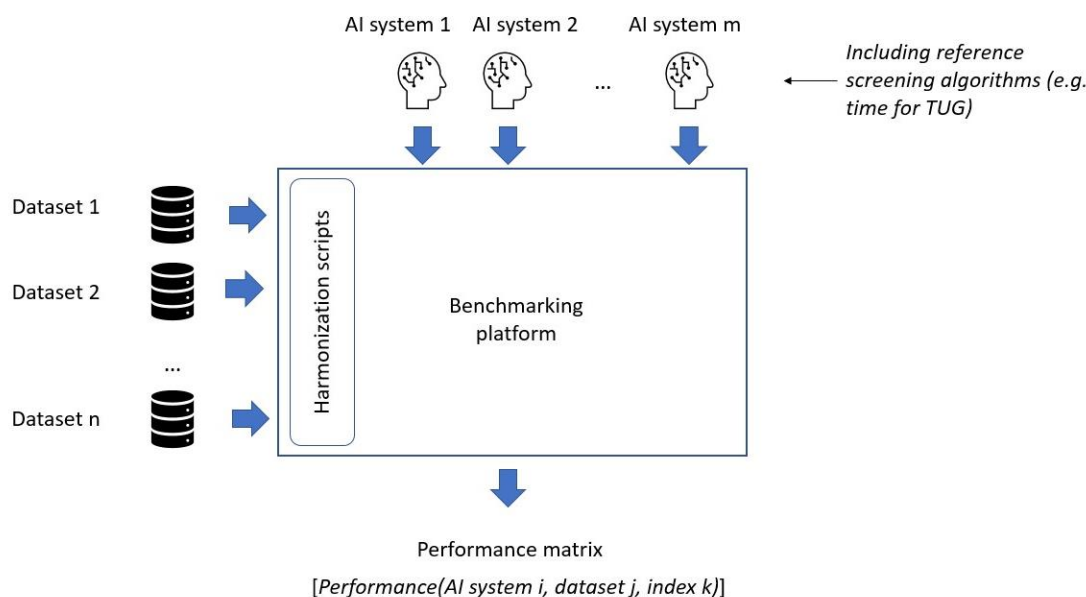 AI system 1
AI system 2
...
AI system m
Including reference
screening algorithms (e.g.
time for TUG)
Dataset 1
Dataset 2
...
Dataset n
Harmonization scripts
Benchmarking
platform
Performance matrix
[Performance(AI system i, dataset j, index k)]